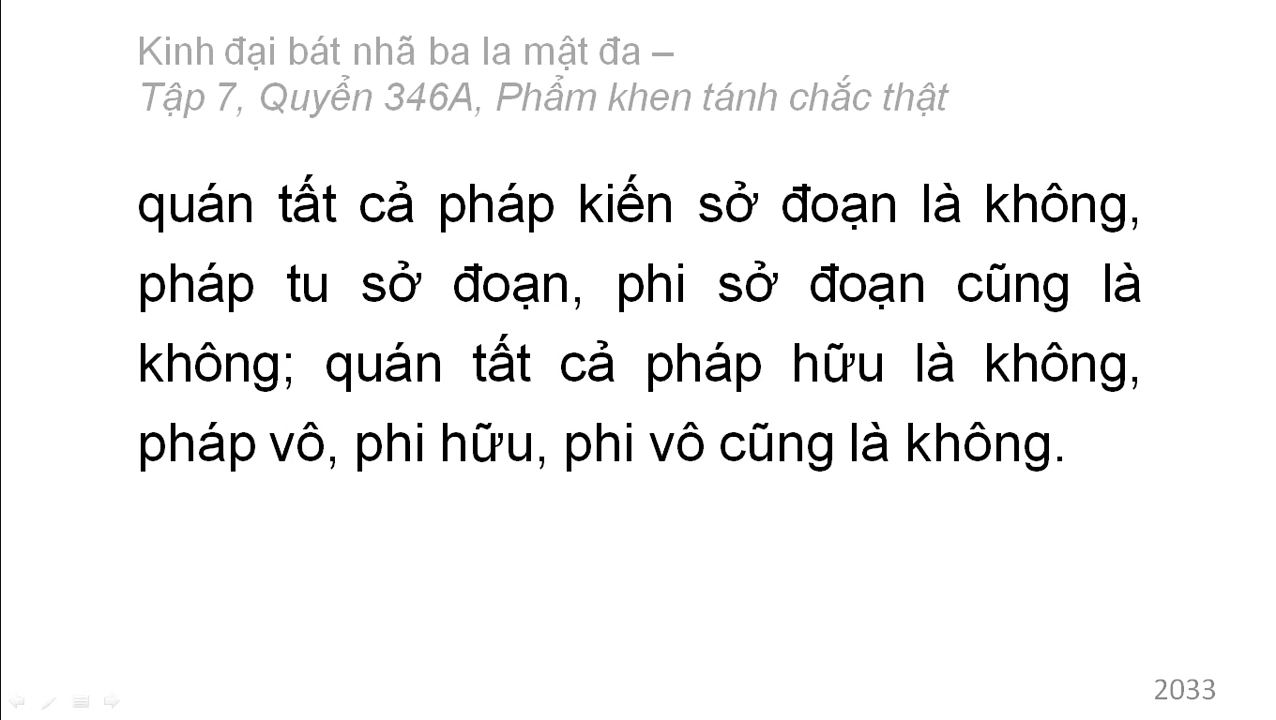 Kinh đại bát nhã ba la mật đa –
Tập 7, Quyển 346A, Phẩm khen tánh chắc thật
quán tất cả pháp kiến sở đoạn là không,
pháp tu sở đoạn, phi sở đoạn cũng là
không; quán tất cả pháp hữu là không,
pháp vô, phi hữu, phi vô cũng là không.
2033